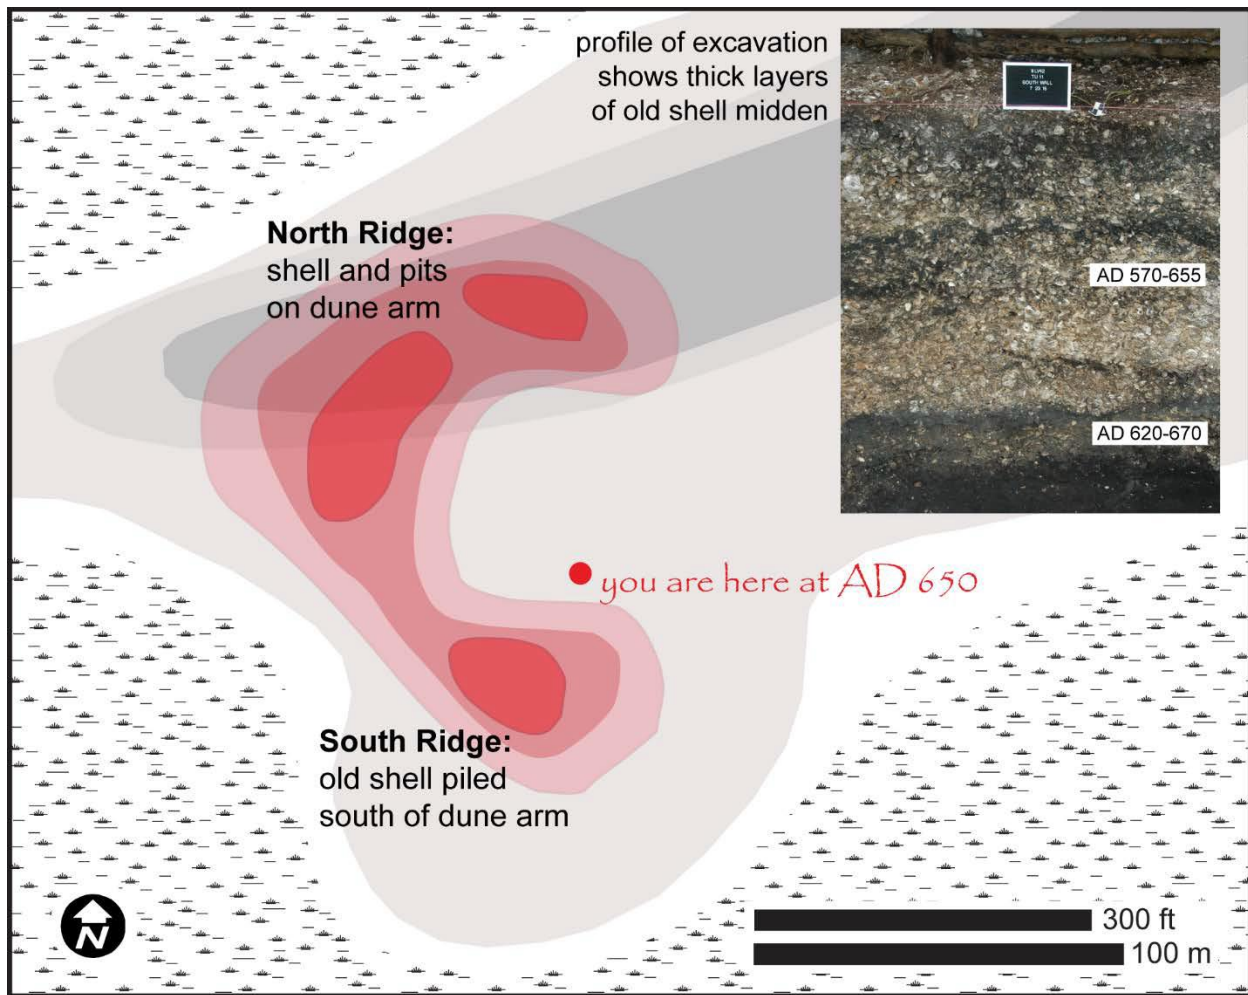 profile of excavation
shows thick layers
of old shell midden
SOUTH WALL
AD 570-655
AD 620-670
North Ridge:
shell and pits
on dune arm
you are here at AD 650
South Ridge:
old shell piled
south of dune arm
N
300 ft
100 m